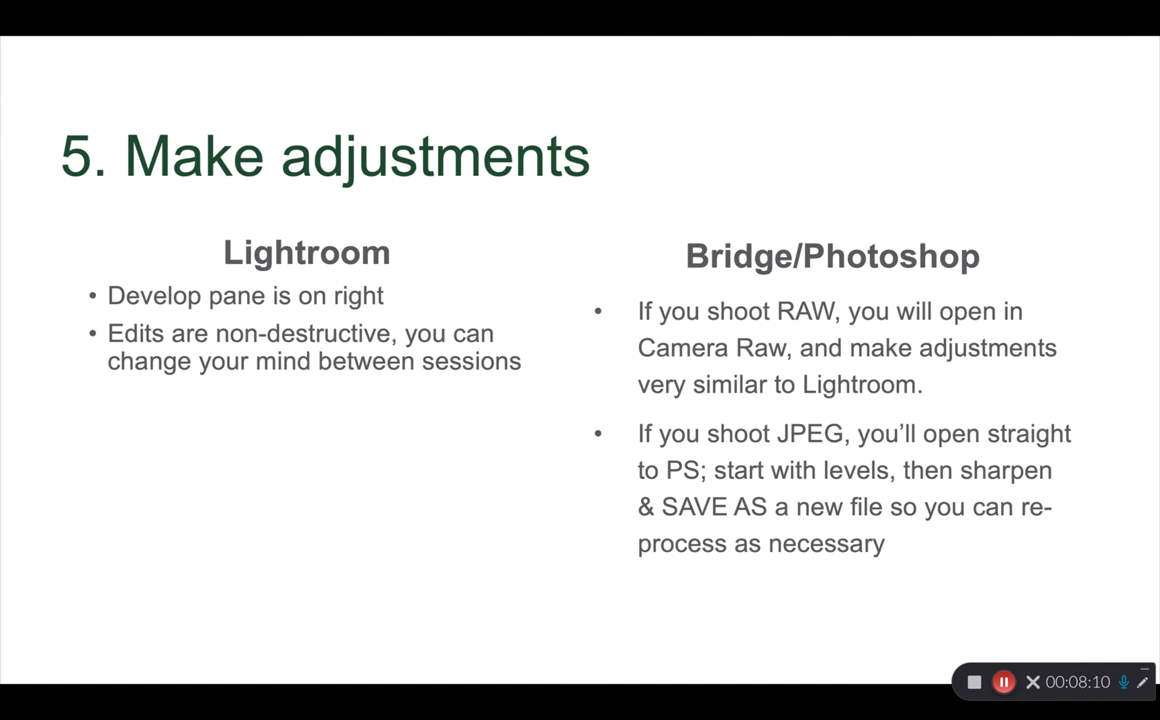 5. Make adjustments
Lightroom
• Develop pane is on right
• Edits are non-destructive, you can
change your mind between sessions
Bridge/Photoshop
• If you shoot RAW, you will open in
Camera Raw, and make adjustments
very similar to Lightroom.
• If you shoot JPEG, you’ll open straight
to PS; start with levels, then sharpen
& SAVE AS a new file so you can re-
process as necessary
00:08:10